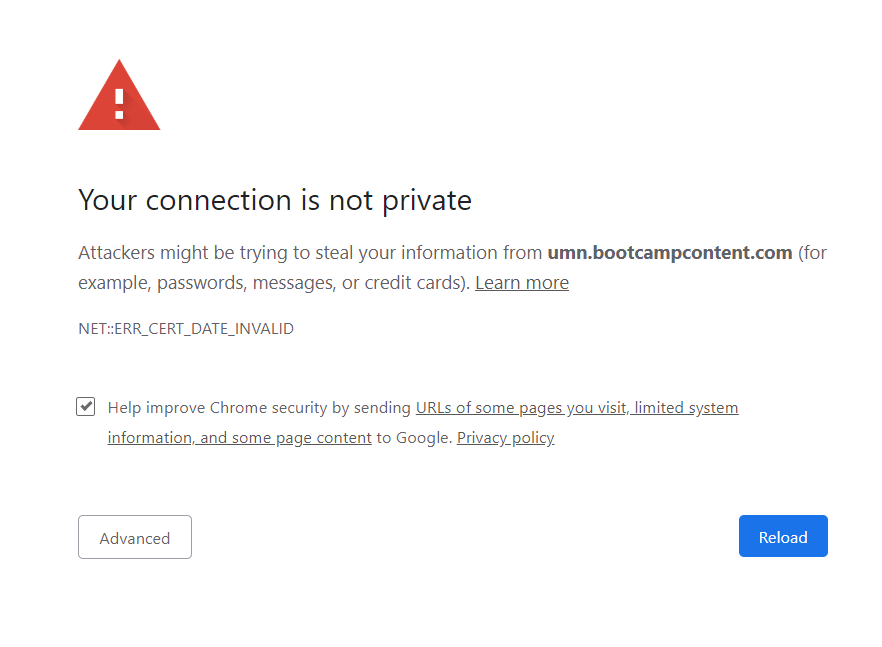 Your connection is not private
Attackers might be trying to steal your information from umn.bootcampcontent.com (for
example, passwords, messages, or credit cards). Learn more
NET::ERR_CERT_DATE_INVALID
Help improve Chrome security by sending URLs of some pages you visit, limited system
information, and some page content to Google. Privacy policy
Advanced
Reload